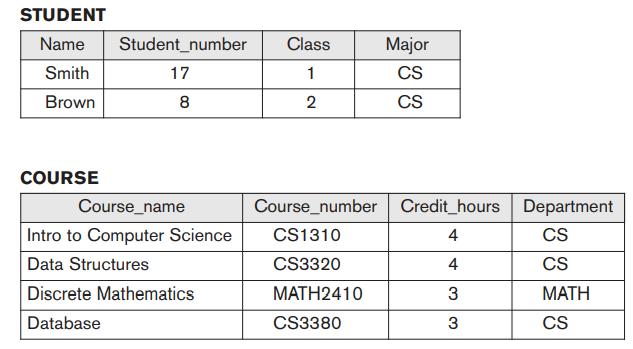 STUDENT
Name Student_number Class Major
Smith 17 1 CS
Brown 8 2 CS
COURSE
Course_name Course_number Credit_hours Department
Intro to Computer Science CS1310 4 CS
Data Structures CS3320 4 CS
Discrete Mathematics MATH2410 3 MATH
Database CS3380 3 CS